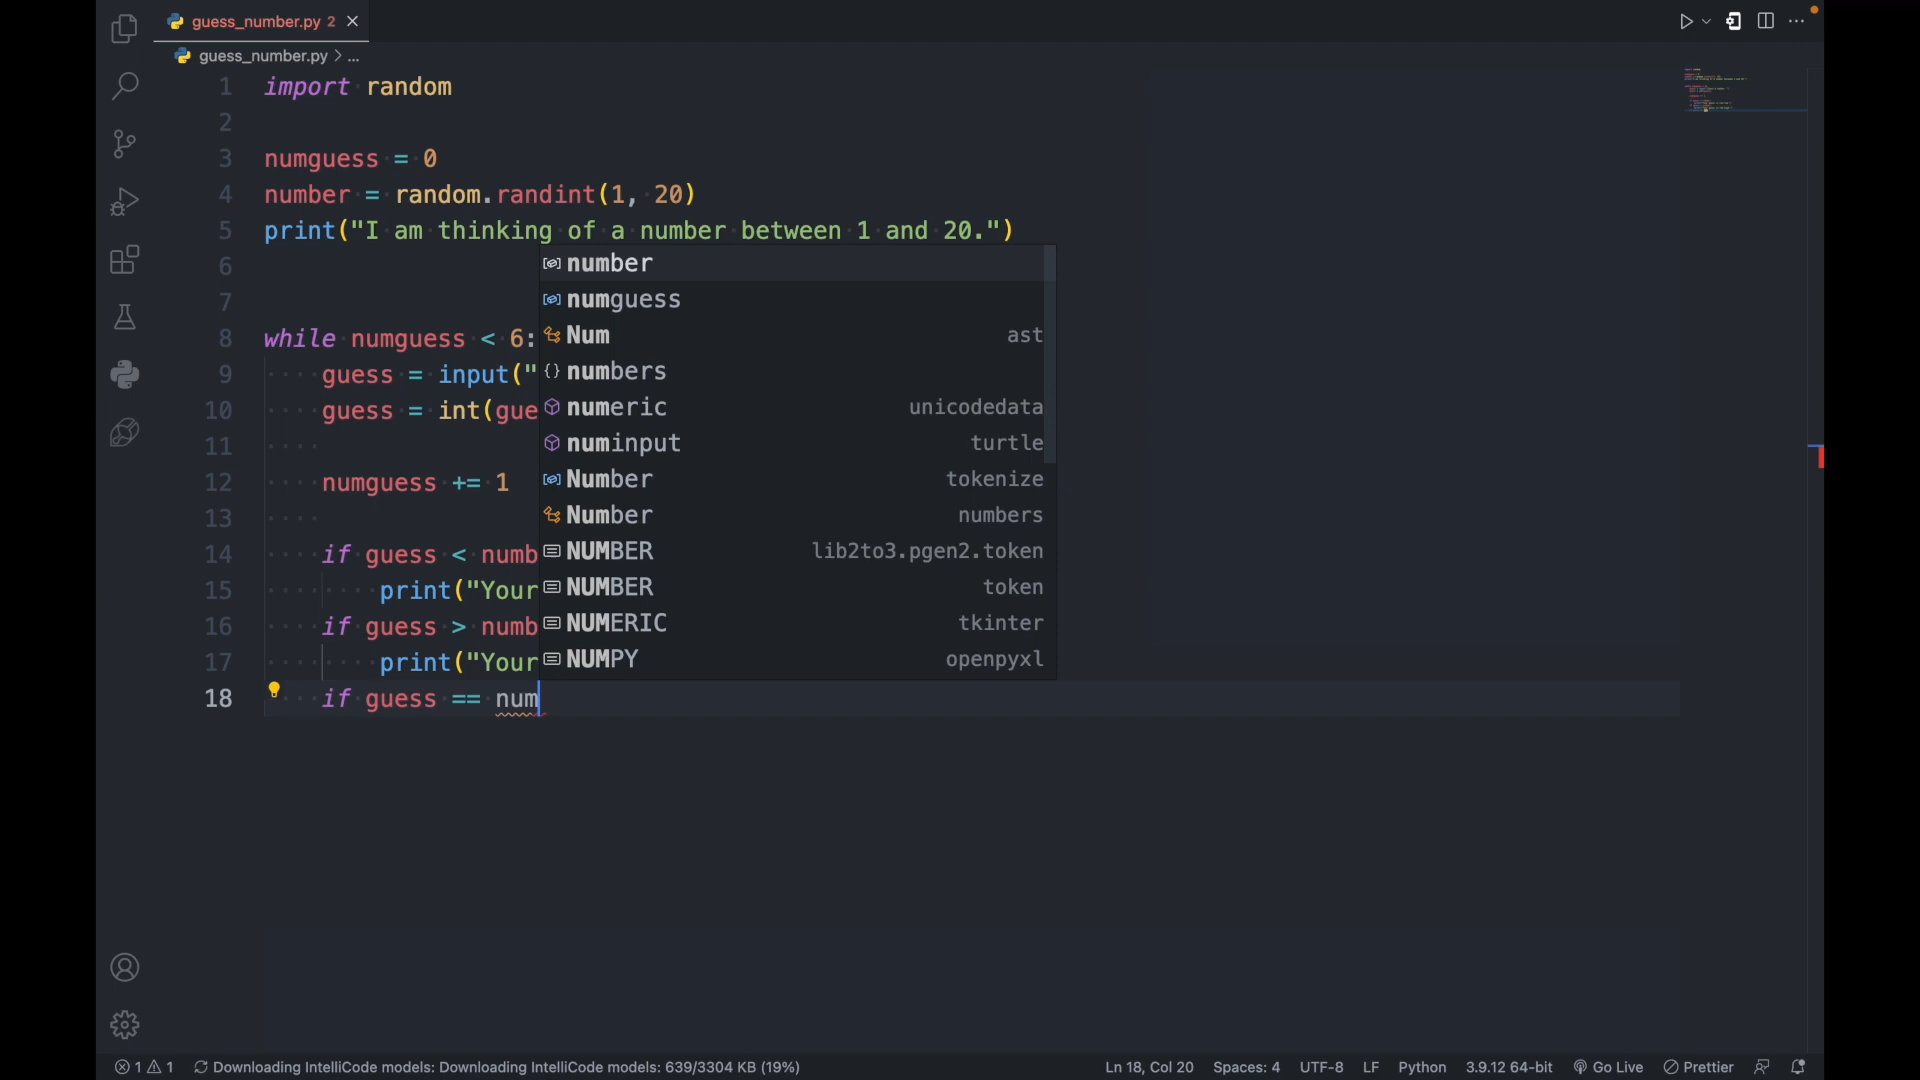 guess_number.py 2
guess_number.py > ...
1 import random
2
3 numguess = 0
4 number = random.randint(1, 20)
5 print("I am thinking of a number between 1 and 20.")
6
7
8 while numguess < 6:
9 guess = input("
10 guess = int(gue
11
12 numguess += 1
13
14 if guess < numb
15 print("Your
16 if guess > numb
17 print("Your
18 if guess == num
number
numguess
Num ast
numbers
numeric unicodedata
numinput turtle
Number tokenize
Number numbers
NUMBER lib2to3.pgen2.token
NUMBER token
NUMERIC tkinter
NUMPY openpyxl
1 1 Downloading IntelliCode models: Downloading IntelliCode models: 639/3304 KB (19%) Ln 18, Col 20 Spaces: 4 UTF-8 LF Python 3.9.12 64-bit Go Live Prettier